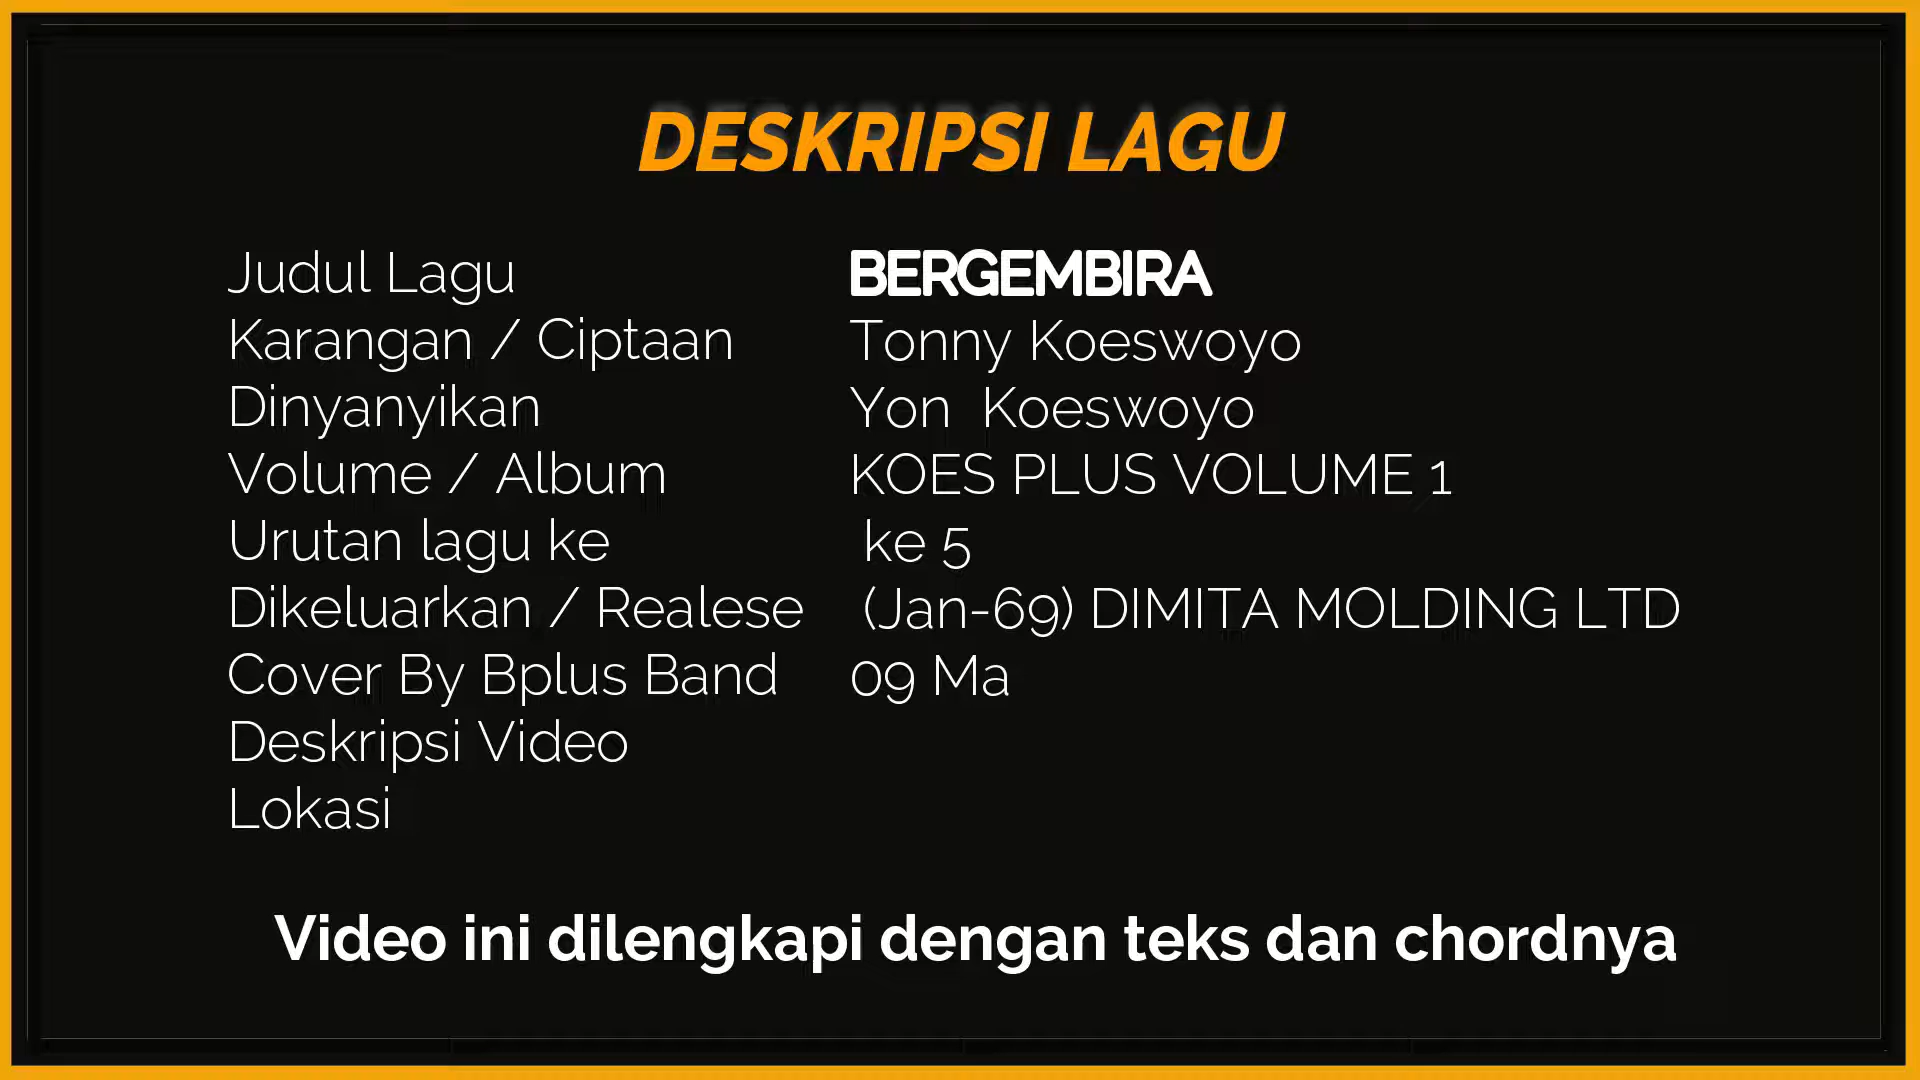 DESKRIPSI LAGU
Judul Lagu BERGEMBIRA
Karangan / Ciptaan Tonny Koeswoyo
Dinyanyikan Yon Koeswoyo
Volume / Album KOES PLUS VOLUME 1
Urutan lagu ke ke 5
Dikeluarkan / Realese (Jan-69) DIMITA MOLDING LTD
Cover By Bplus Band 09 Ma
Deskripsi Video
Lokasi
Video ini dilengkapi dengan teks dan chordnya